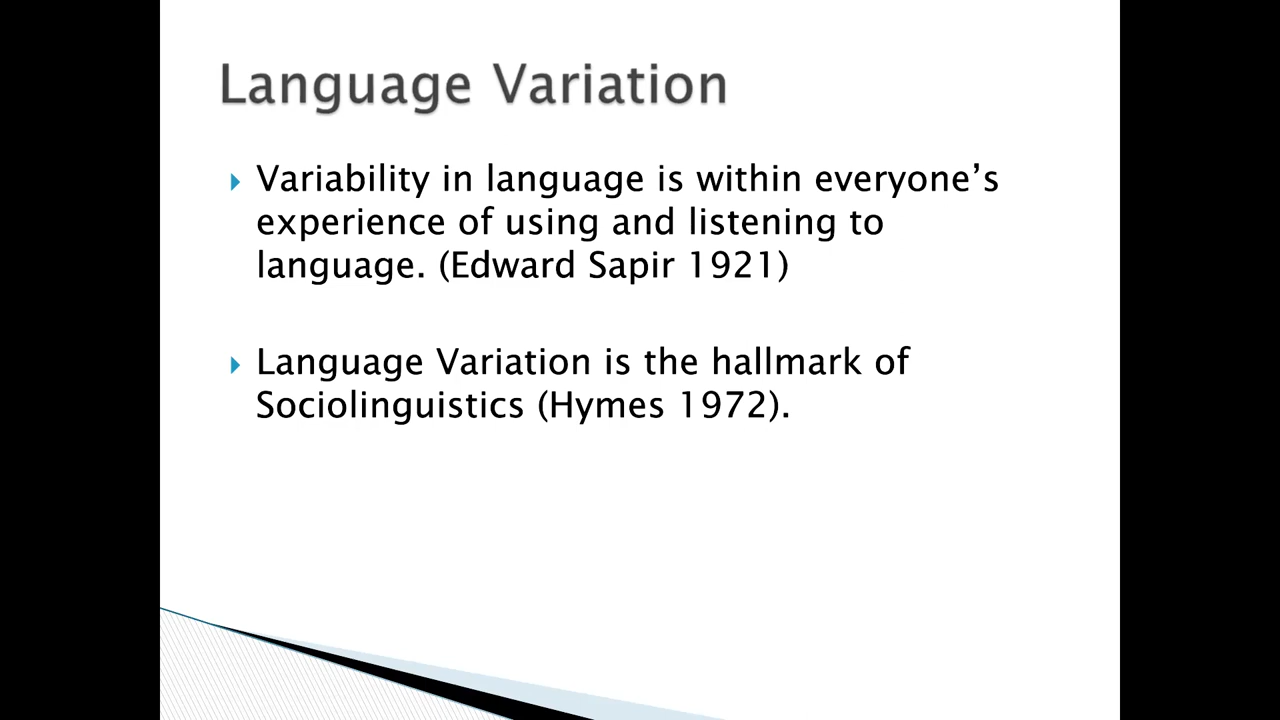 Language Variation
Variability in language is within everyone’s
experience of using and listening to
language. (Edward Sapir 1921)
Language Variation is the hallmark of
Sociolinguistics (Hymes 1972).